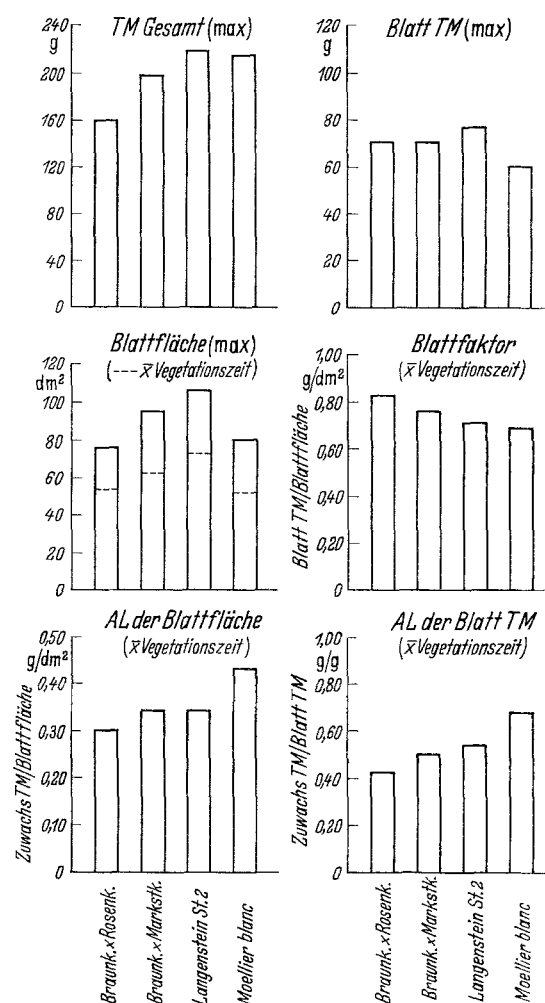 TM Gesamt (max)
240
g
200
160
120
80
40
0
Blatt TM (max)
120
g
100
80
60
40
20
0
Blattfläche (max)
(--- x̄ Vegetationszeit)
120
dm²
100
80
60
40
20
0
Blattfaktor
(x̄ Vegetationszeit)
1,00
g/dm²
0,80
0,60
0,40
0,20
0
Blatt TM/Blattfläche
AL der Blattfläche
(x̄ Vegetationszeit)
0,50
g/dm²
0,40
0,30
0,20
0,10
0
Zuwachs TM/Blattfläche
AL der Blatt TM
(x̄ Vegetationszeit)
1,00
g/g
0,80
0,60
0,40
0,20
0
Zuwachs TM/Blatt TM
Braunk. x Rosenk.
Braunk. x Markstk.
Langenstein St. 2
Moellier blanc
Braunk. x Rosenk.
Braunk. x Markstk.
Langenstein St. 2
Moellier blanc